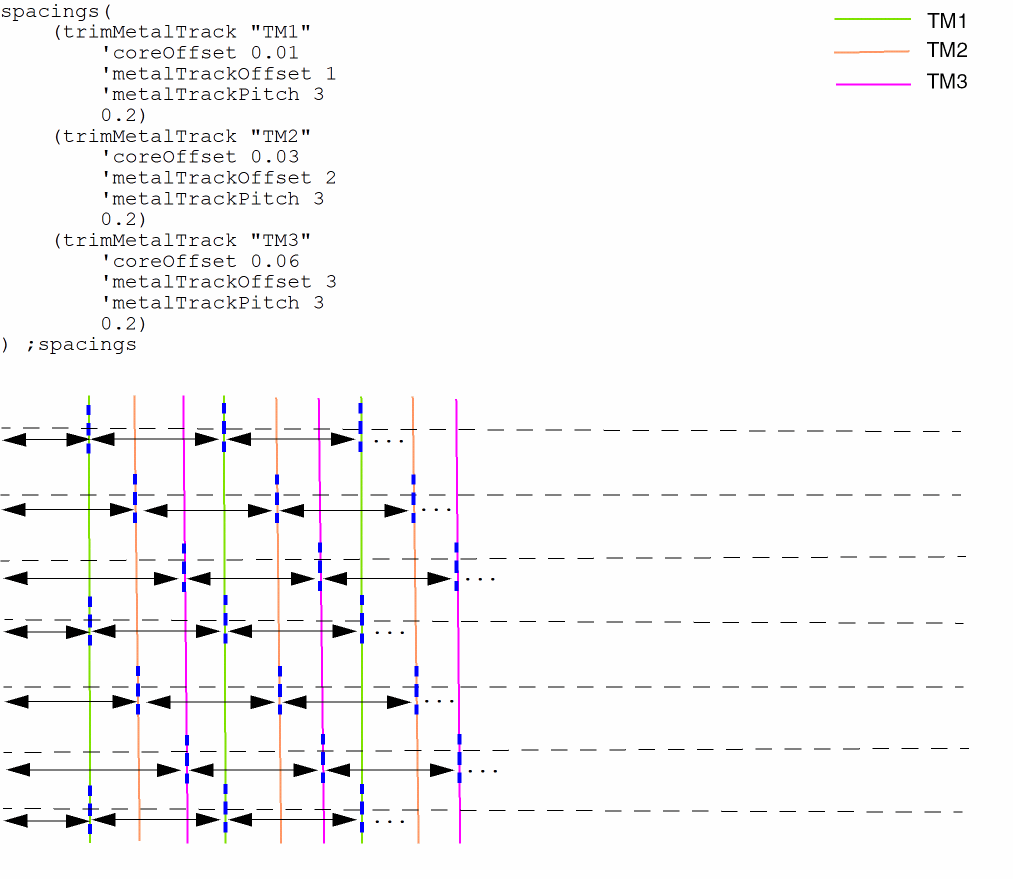 spacings(
    (trimMetalTrack "TM1"
        'coreOffset 0.01
        'metalTrackOffset 1
        'metalTrackPitch 3
        0.2)
    (trimMetalTrack "TM2"
        'coreOffset 0.03
        'metalTrackOffset 2
        'metalTrackPitch 3
        0.2)
    (trimMetalTrack "TM3"
        'coreOffset 0.06
        'metalTrackOffset 3
        'metalTrackPitch 3
        0.2)
) ;spacings
TM1
TM2
TM3
...
...
...
...
...
...
...